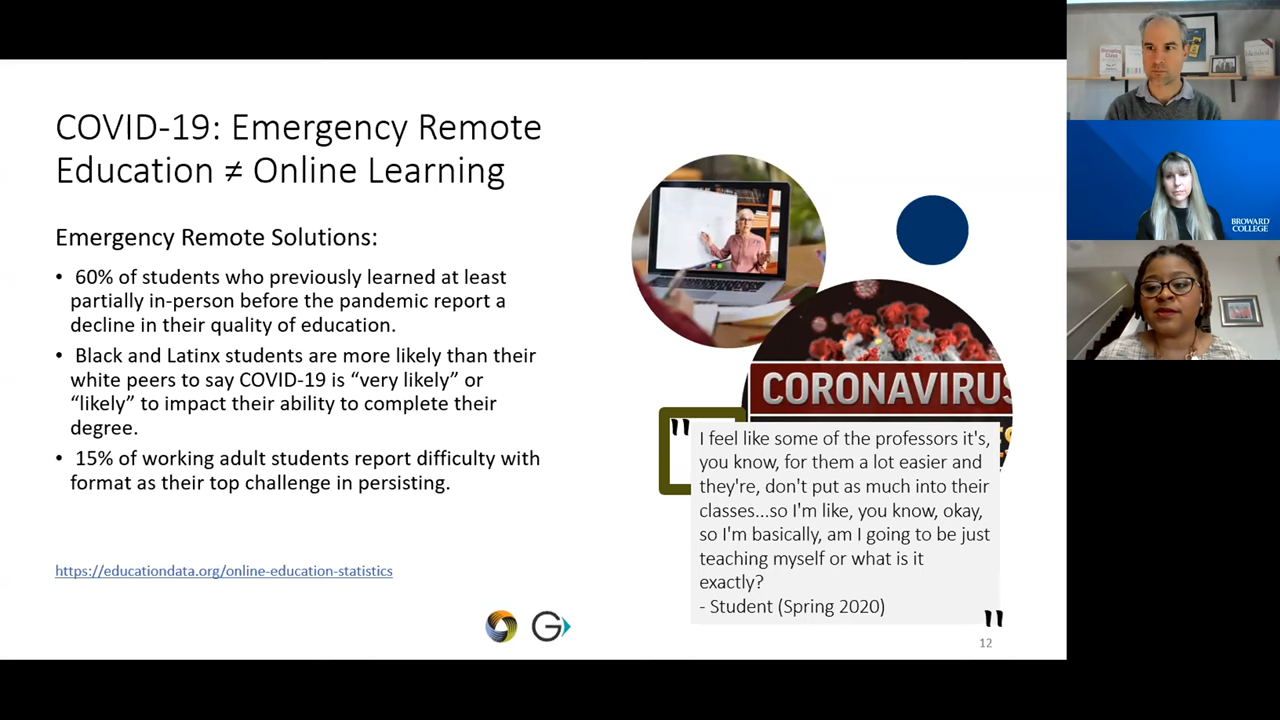 COVID-19: Emergency Remote
Education ≠ Online Learning
Emergency Remote Solutions:
• 60% of students who previously learned at least
partially in-person before the pandemic report a
decline in their quality of education.
• Black and Latinx students are more likely than their
white peers to say COVID-19 is “very likely” or
“likely” to impact their ability to complete their
degree.
• 15% of working adult students report difficulty with
format as their top challenge in persisting.
https://educationdata.org/online-education-statistics
CORONAVIRUS
"
I feel like some of the professors it's,
you know, for them a lot easier and
they're, don't put as much into their
classes...so I'm like, you know, okay,
so I'm basically, am I going to be just
teaching myself or what is it
exactly?
- Student (Spring 2020)
"
G
12
BROWARD
COLLEGE